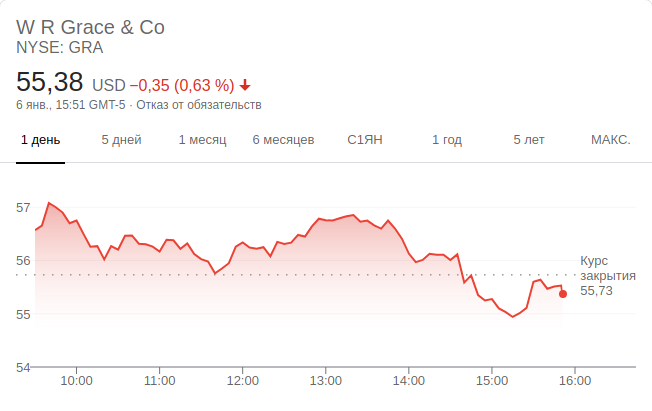 W R Grace & Co
NYSE: GRA
55,38 USD −0,35 (0,63 %)
6 янв., 15:51 GMT-5 · Отказ от обязательств
1 день 5 дней 1 месяц 6 месяцев С1ЯН 1 год 5 лет МАКС.
57
56
55
54
Курс
закрытия
55,73
10:00 11:00 12:00 13:00 14:00 15:00 16:00